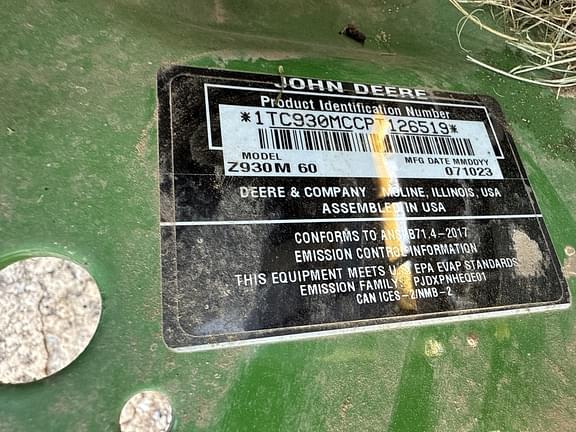 JOHN DEERE
Product Identification Number
*1TC930MCCPT126519*
MODEL MFG DATE MMDDYY
Z930M 60 071023
DEERE & COMPANY MOLINE, ILLINOIS, USA
ASSEMBLED IN USA
CONFORMS TO ANSI B71.4-2017
EMISSION CONTROL INFORMATION
THIS EQUIPMENT MEETS U.S. EPA EVAP STANDARDS
EMISSION FAMILY: PJDXPNHEQE01
CAN ICES-2/NMB-2